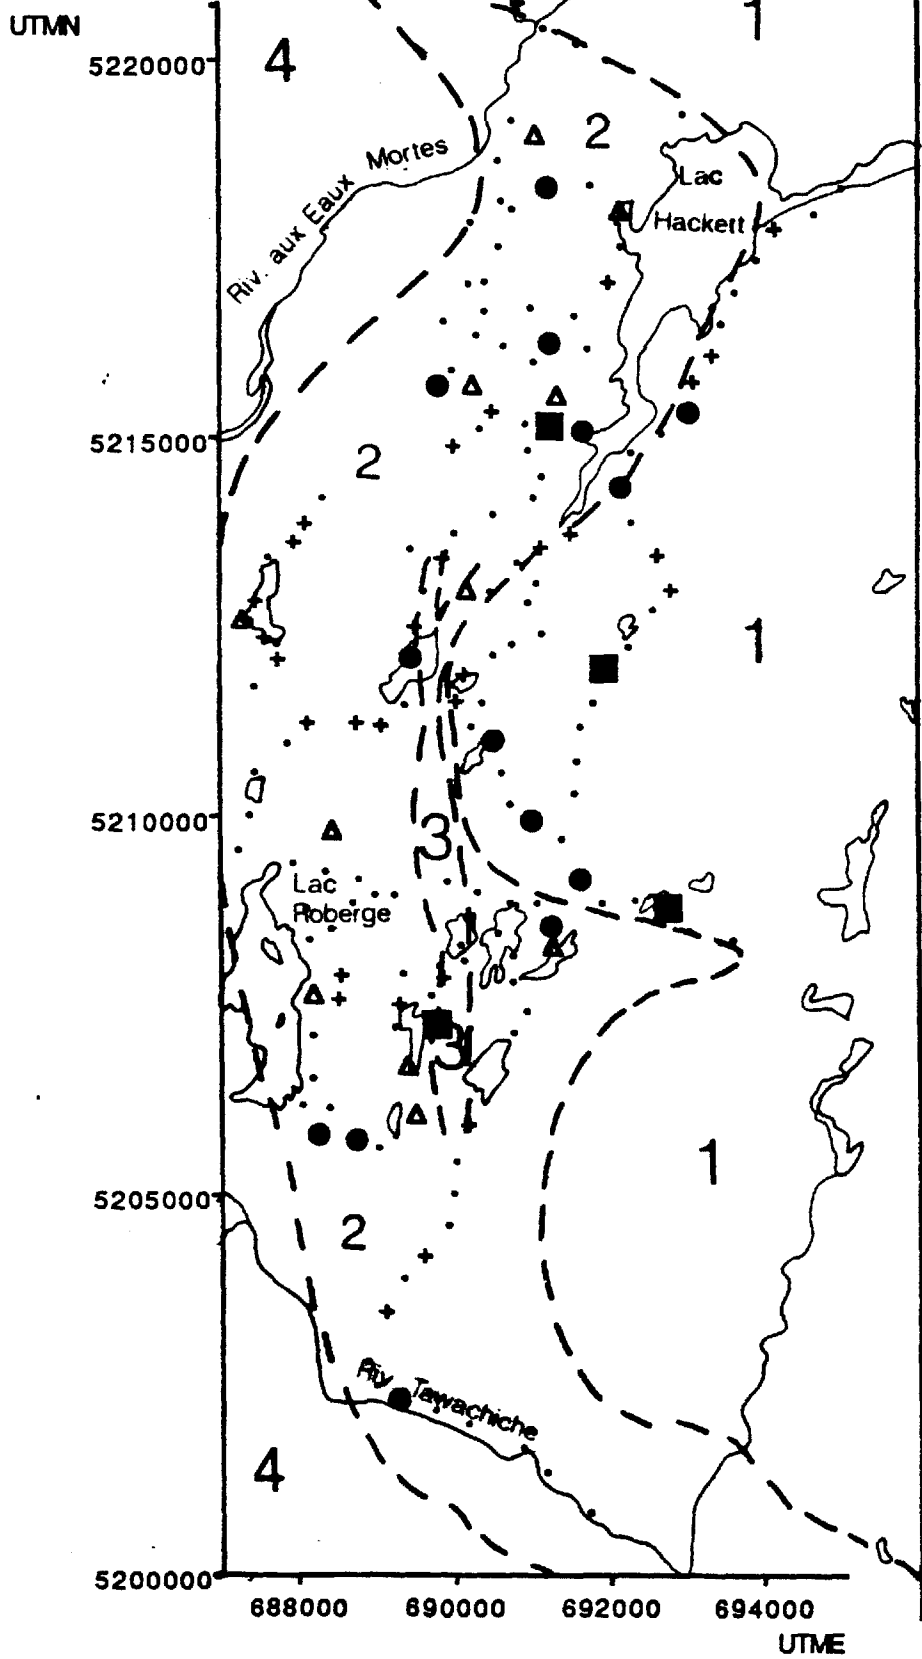 UTMN
1
5220000
4
2
Riv. aux Eaux Mortes
Lac
Hackett
5215000
2
1
5210000
3
Lac
Roberge
3
1
5205000
2
Riv Tawachiche
4
5200000
688000 690000 692000 694000
UTME